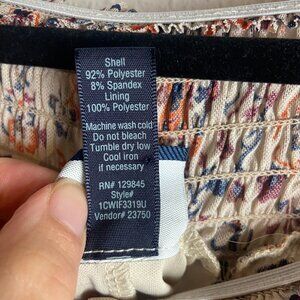 Shell
92% Polyester
8% Spandex
Lining
100% Polyester
Machine wash cold
Do not bleach
Tumble dry low
Cool iron
if necessary
RN# 129845
Style#
1CWIF3319U
Vendor# 23750